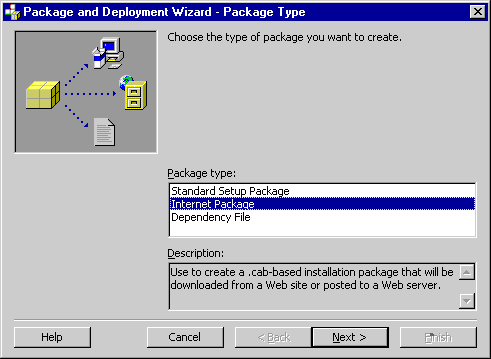 Package and Deployment Wizard - Package Type
Choose the type of package you want to create.
Package type:
Standard Setup Package
Internet Package
Dependency File
Description:
Use to create a .cab-based installation package that will be
downloaded from a Web site or posted to a Web server.
Help
Cancel
< Back
Next >
Finish